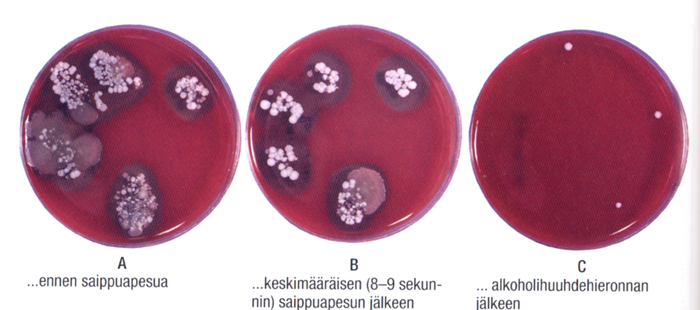 A
...ennen saippuapesua
B
...keskimääräisen (8–9 sekun-
nin) saippuapesun jälkeen
C
... alkoholihuuhdehieronnan
jälkeen